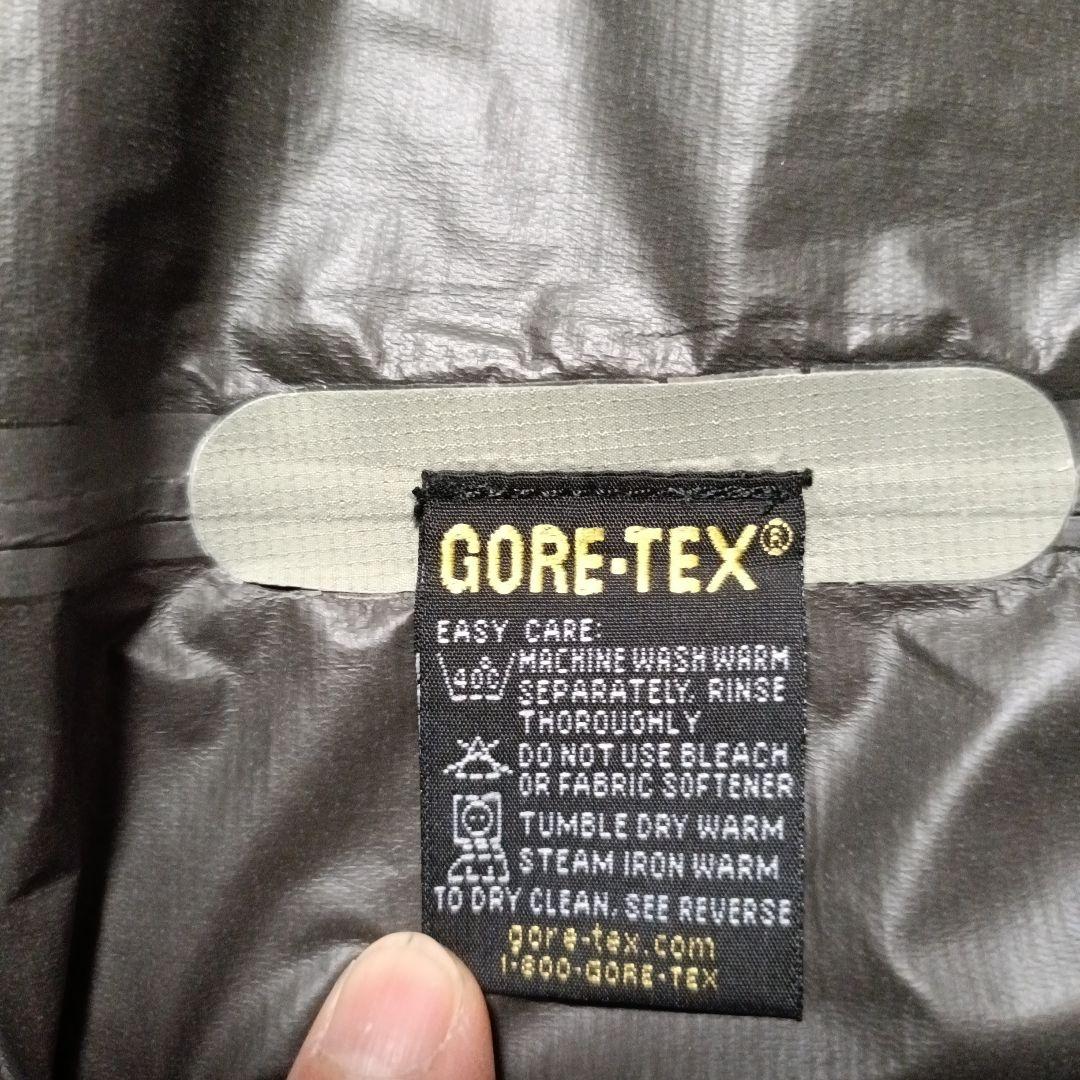 GORE-TEX®
EASY CARE:
40C MACHINE WASH WARM
SEPARATELY, RINSE
THOROUGHLY
DO NOT USE BLEACH
OR FABRIC SOFTENER
TUMBLE DRY WARM
STEAM IRON WARM
TO DRY CLEAN, SEE REVERSE
gore-tex.com
1-800-GORE-TEX